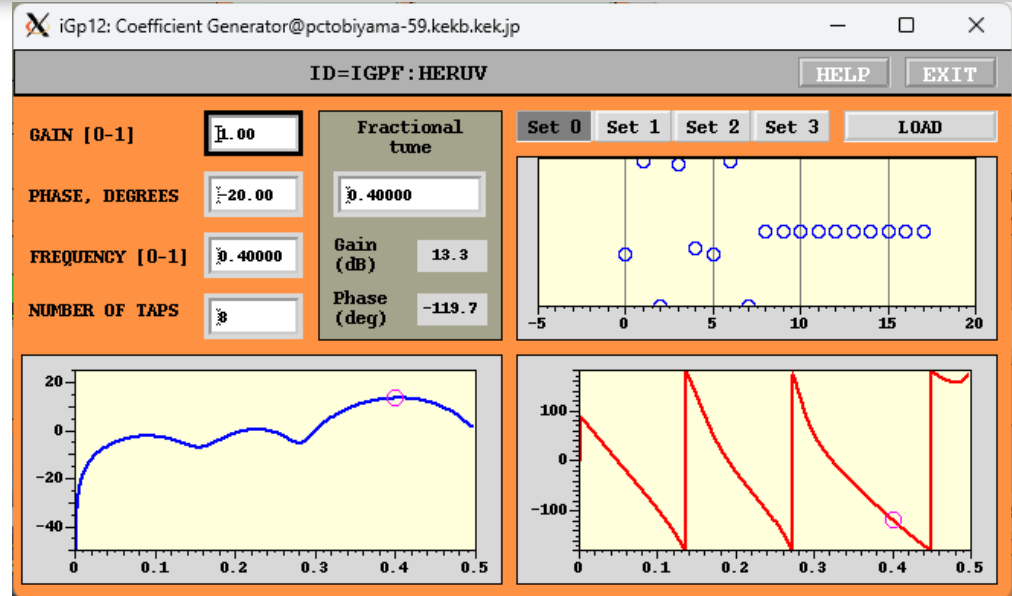 iGp12: Coefficient Generator@pctobiyama-59.kekb.kek.jp
ID=IGPF:HERUV
HELP
EXIT
GAIN [0-1]
1.00
PHASE, DEGREES
-20.00
FREQUENCY [0-1]
0.40000
NUMBER OF TAPS
8
Fractional
tune
0.40000
Gain
(dB)
13.3
Phase
(deg)
-119.7
Set 0
Set 1
Set 2
Set 3
LOAD
-5 0 5 10 15 20
20
0
-20
-40
0 0.1 0.2 0.3 0.4 0.5
100
0
-100
0 0.1 0.2 0.3 0.4 0.5